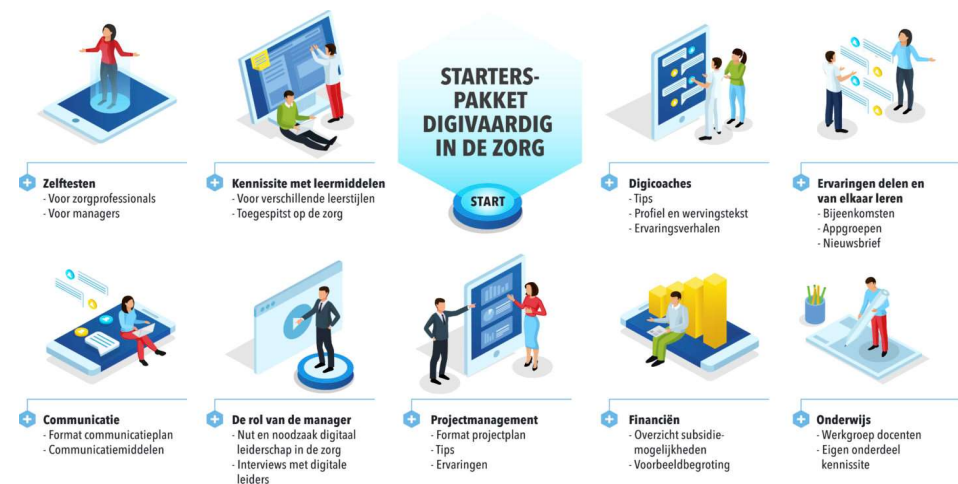 STARTERS-
PAKKET
DIGIVAARDIG
IN DE ZORG
START
Zelftesten
- Voor zorgprofessionals
- Voor managers
Kennissite met leermiddelen
- Voor verschillende leerstijlen
- Toegespitst op de zorg
Digicoaches
- Tips
- Profiel en wervingstekst
- Ervaringsverhalen
Ervaringen delen en
van elkaar leren
- Bijeenkomsten
- Appgroepen
- Nieuwsbrief
Communicatie
- Format communicatieplan
- Communicatiemiddelen
De rol van de manager
- Nut en noodzaak digitaal
leiderschap in de zorg
- Interviews met digitale
leiders
Projectmanagement
- Format projectplan
- Tips
- Ervaringen
Financiën
- Overzicht subsidie-
mogelijkheden
- Voorbeeldbegroting
Onderwijs
- Werkgroep docenten
- Eigen onderdeel
kennissite